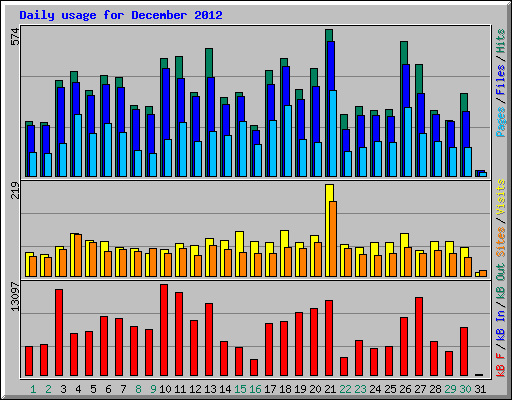 Daily usage for December 2012
574
Pages / Files / Hits
219
Sites / Visits
13097
kB F / kB In / kB Out
1 2 3 4 5 6 7 8 9 10 11 12 13 14 15 16 17 18 19 20 21 22 23 24 25 26 27 28 29 30 31